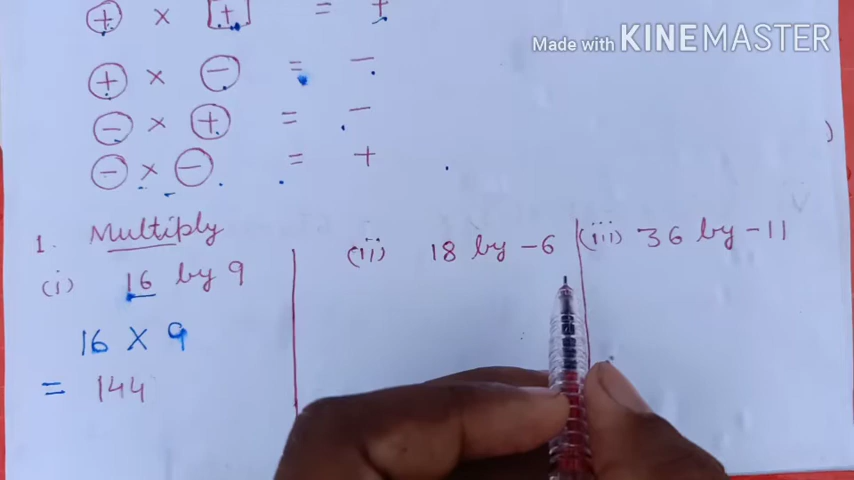 + × + = +
Made with KINEMASTER
+ × − = −
− × + = −
− × − = +
1. Multiply
(i) 16 by 9
16 × 9
= 144
(ii) 18 by −6
(iii) 36 by −11